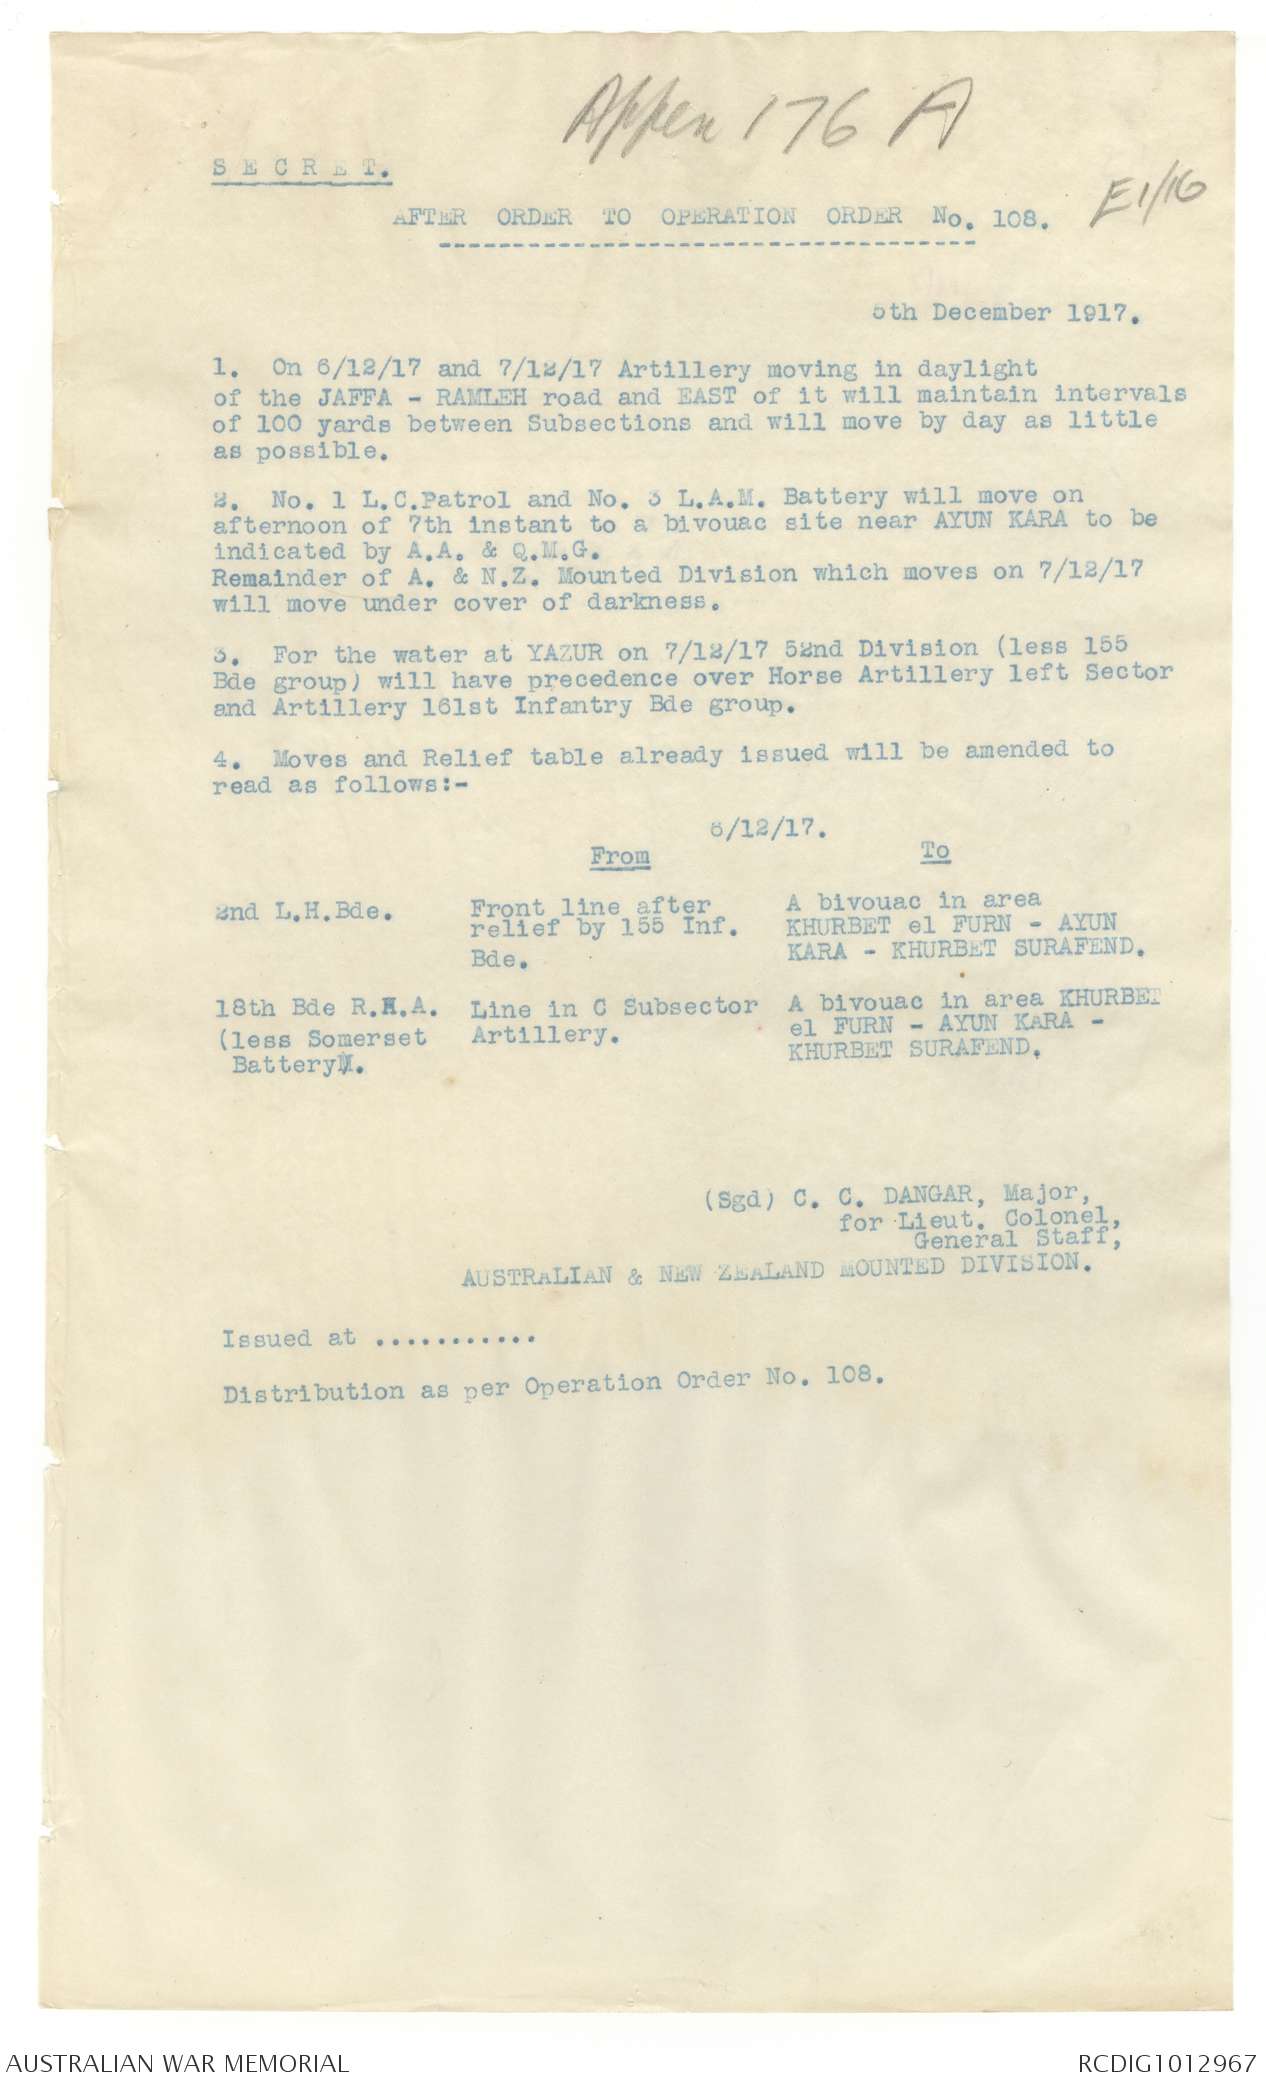 Appen 176 A
SECRET.
E1/16
AFTER ORDER TO OPERATION ORDER No. 108.
5th December 1917.
1. On 6/12/17 and 7/12/17 Artillery moving in daylight
of the JAFFA - RAMLEH road and EAST of it will maintain intervals
of 100 yards between Subsections and will move by day as little
as possible.
2. No. 1 L.C.Patrol and No. 3 L.A.M. Battery will move on
afternoon of 7th instant to a bivouac site near AYUN KARA to be
indicated by A.A. & Q.M.G.
Remainder of A. & N.Z. Mounted Division which moves on 7/12/17
will move under cover of darkness.
3. For the water at YAZUR on 7/12/17 52nd Division (less 155
Bde group) will have precedence over Horse Artillery left Sector
and Artillery 161st Infantry Bde group.
4. Moves and Relief table already issued will be amended to
read as follows:-
6/12/17.
From To
2nd L.H.Bde. Front line after A bivouac in area
relief by 155 Inf. KHURBET el FURN - AYUN
Bde. KARA - KHURBET SURAFEND.
18th Bde R.H.A. Line in C Subsector A bivouac in area KHURBET
(less Somerset Artillery. el FURN - AYUN KARA -
Battery). KHURBET SURAFEND.
(Sgd) C. C. DANGAR, Major,
for Lieut. Colonel,
General Staff,
AUSTRALIAN & NEW ZEALAND MOUNTED DIVISION.
Issued at ...........
Distribution as per Operation Order No. 108.
AUSTRALIAN WAR MEMORIAL RCDIG1012967